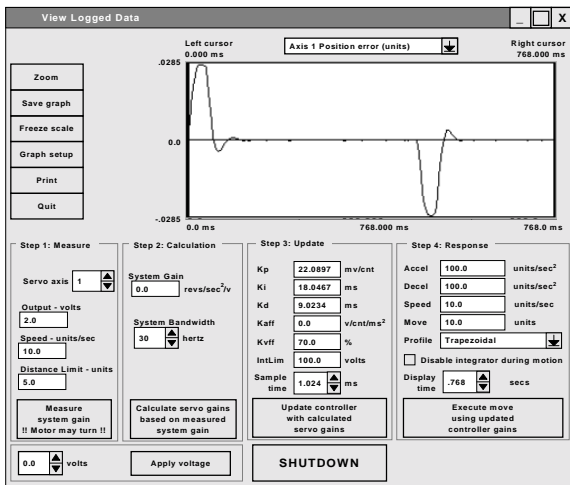 View Logged Data
X
Left cursor
0.000 ms
Axis 1 Position error (units)
Right cursor
768.000 ms
Zoom
Save graph
Freeze scale
Graph setup
Print
Quit
.0285
0.0
-.0285
0.0 ms
768.000 ms
768.0 ms
Step 1: Measure
Servo axis 1
Output - volts
2.0
Speed - units/sec
10.0
Distance Limit - units
5.0
Measure
system gain
!! Motor may turn !!
Step 2: Calculation
System Gain
0.0 revs/sec²/v
System Bandwidth
30 hertz
Calculate servo gains
based on measured
system gain
Step 3: Update
Kp 22.0897 mv/cnt
Ki 18.0467 ms
Kd 9.0234 ms
Kaff 0.0 v/cnt/ms²
Kvff 70.0 %
IntLim 100.0 volts
Sample
time 1.024 ms
Update controller
with calculated
servo gains
Step 4: Response
Accel 100.0 units/sec²
Decel 100.0 units/sec²
Speed 10.0 units/sec
Move 10.0 units
Profile Trapezoidal
Disable integrator during motion
Display
time .768 secs
Execute move
using updated
controller gains
0.0 volts
Apply voltage
SHUTDOWN